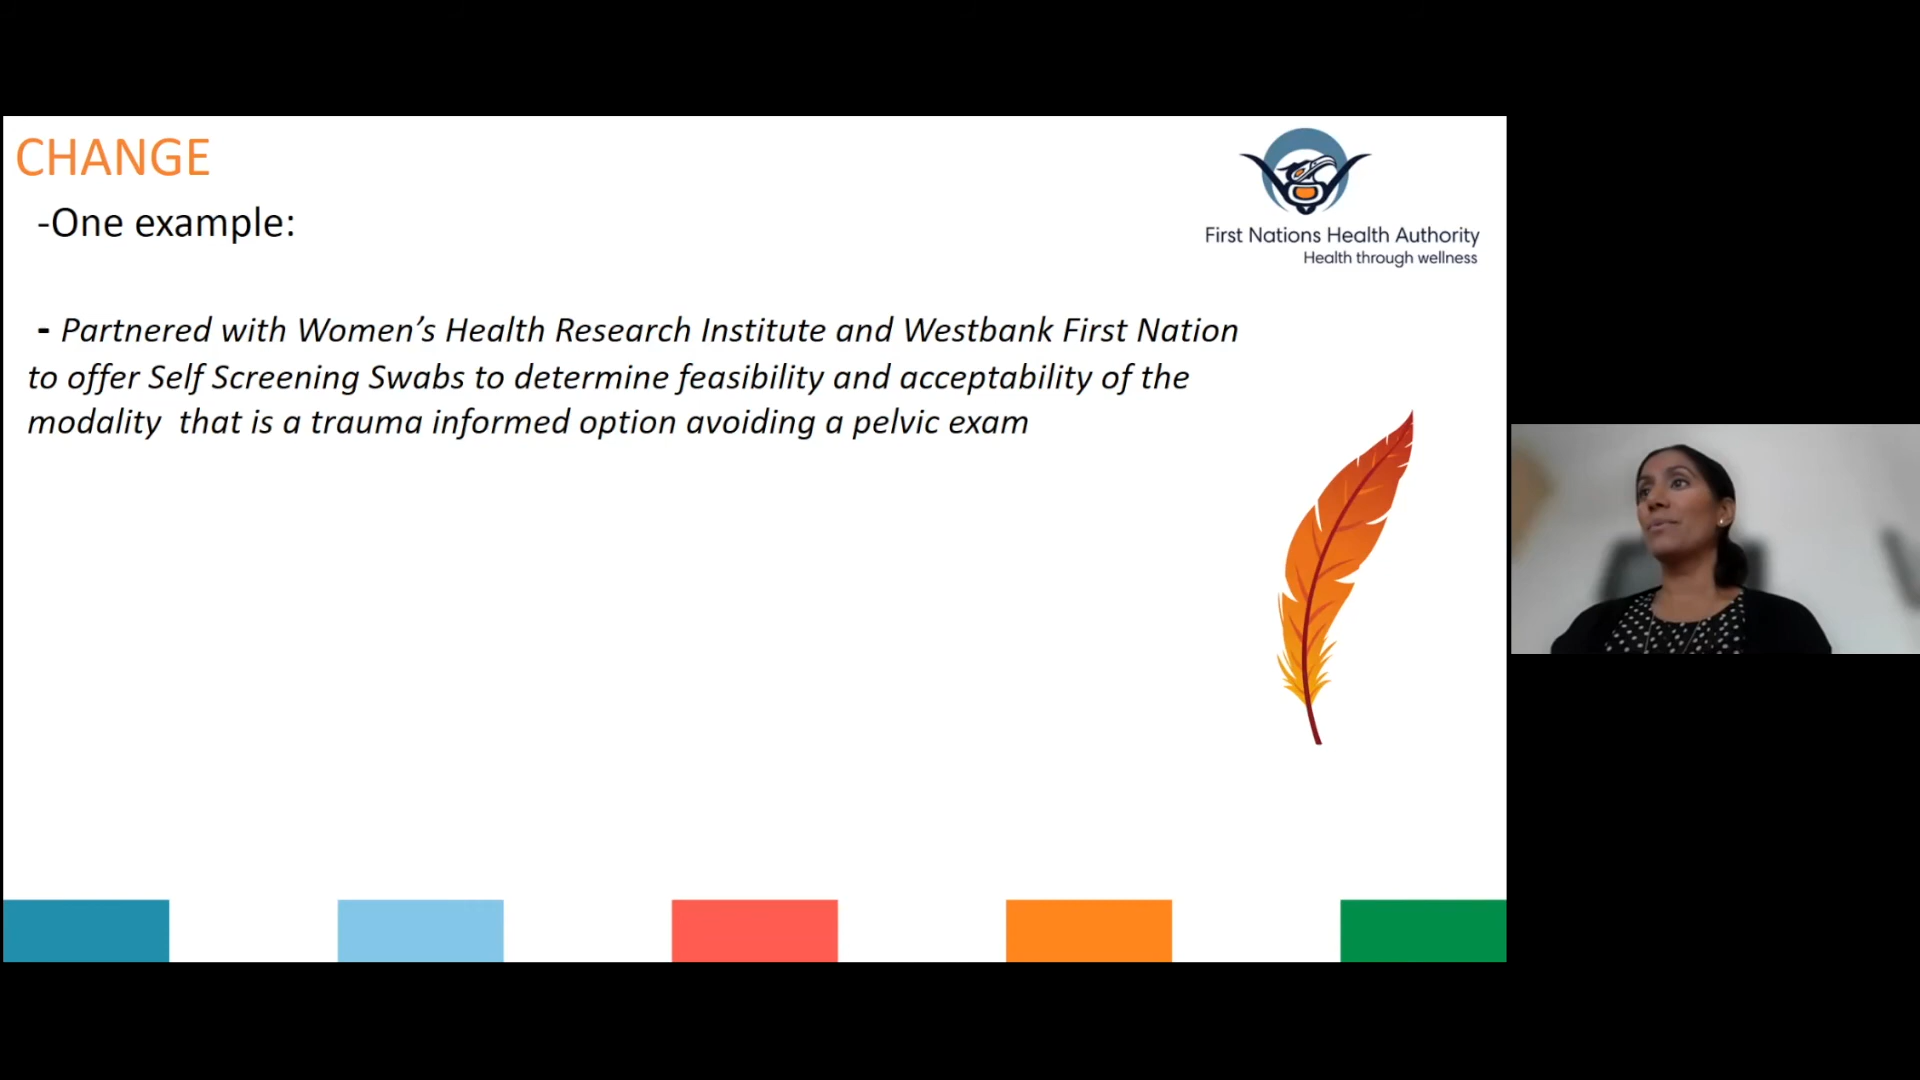 CHANGE
-One example:
First Nations Health Authority
Health through wellness
- Partnered with Women’s Health Research Institute and Westbank First Nation
to offer Self Screening Swabs to determine feasibility and acceptability of the
modality  that is a trauma informed option avoiding a pelvic exam